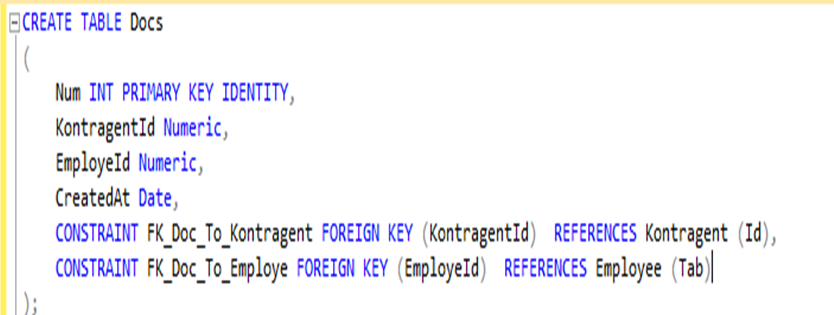 CREATE TABLE Docs
(
Num INT PRIMARY KEY IDENTITY,
KontragentId Numeric,
EmployeId Numeric,
CreatedAt Date,
CONSTRAINT FK_Doc_To_Kontragent FOREIGN KEY (KontragentId) REFERENCES Kontragent (Id),
CONSTRAINT FK_Doc_To_Employe FOREIGN KEY (EmployeId) REFERENCES Employee (Tab)
);